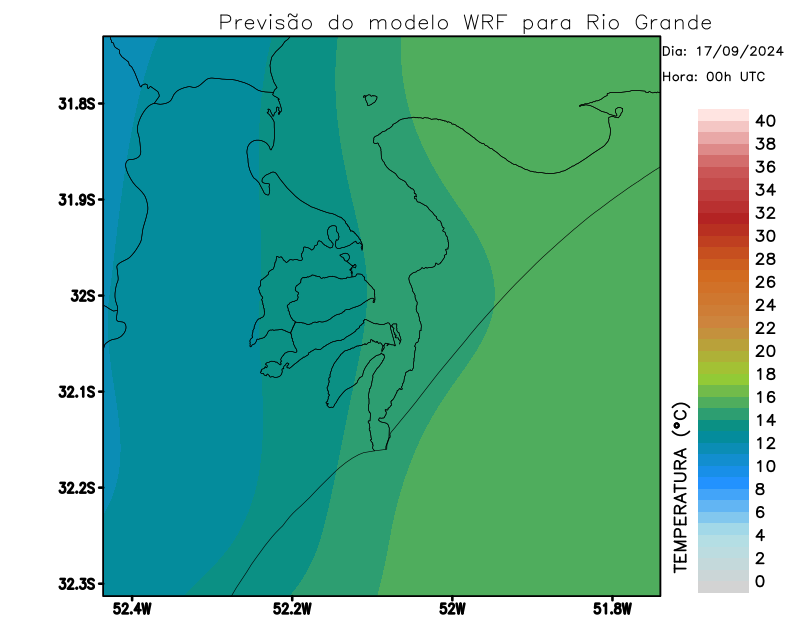 Previsão do modelo WRF para Rio Grande
Dia: 17/09/2024
Hora: 00h UTC
31.8S
31.9S
32S
32.1S
32.2S
32.3S
52.4W
52.2W
52W
51.8W
TEMPERATURA (°C)
40
38
36
34
32
30
28
26
24
22
20
18
16
14
12
10
8
6
4
2
0